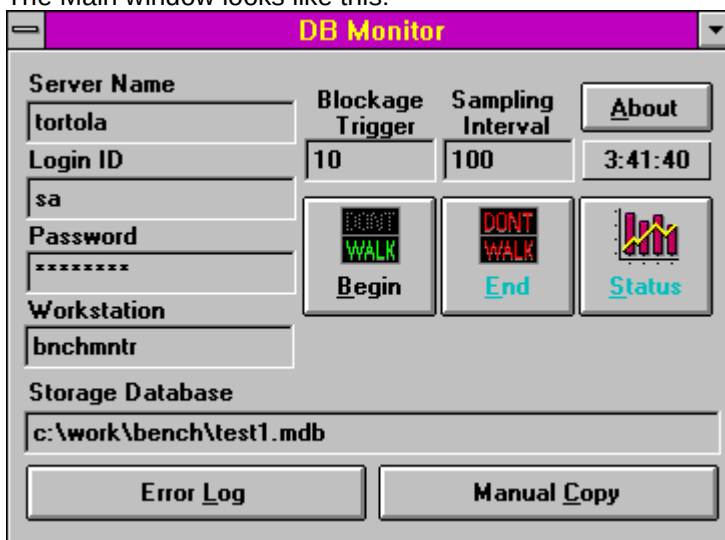 The Main window looks like this:
DB Monitor
Server Name
tortola
Login ID
sa
Password
********
Workstation
bnchmntr
Blockage
Trigger
10
Sampling
Interval
100
About
3:41:40
DONT
WALK
Begin
DONT
WALK
End
Status
Storage Database
c:\work\bench\test1.mdb
Error Log
Manual Copy